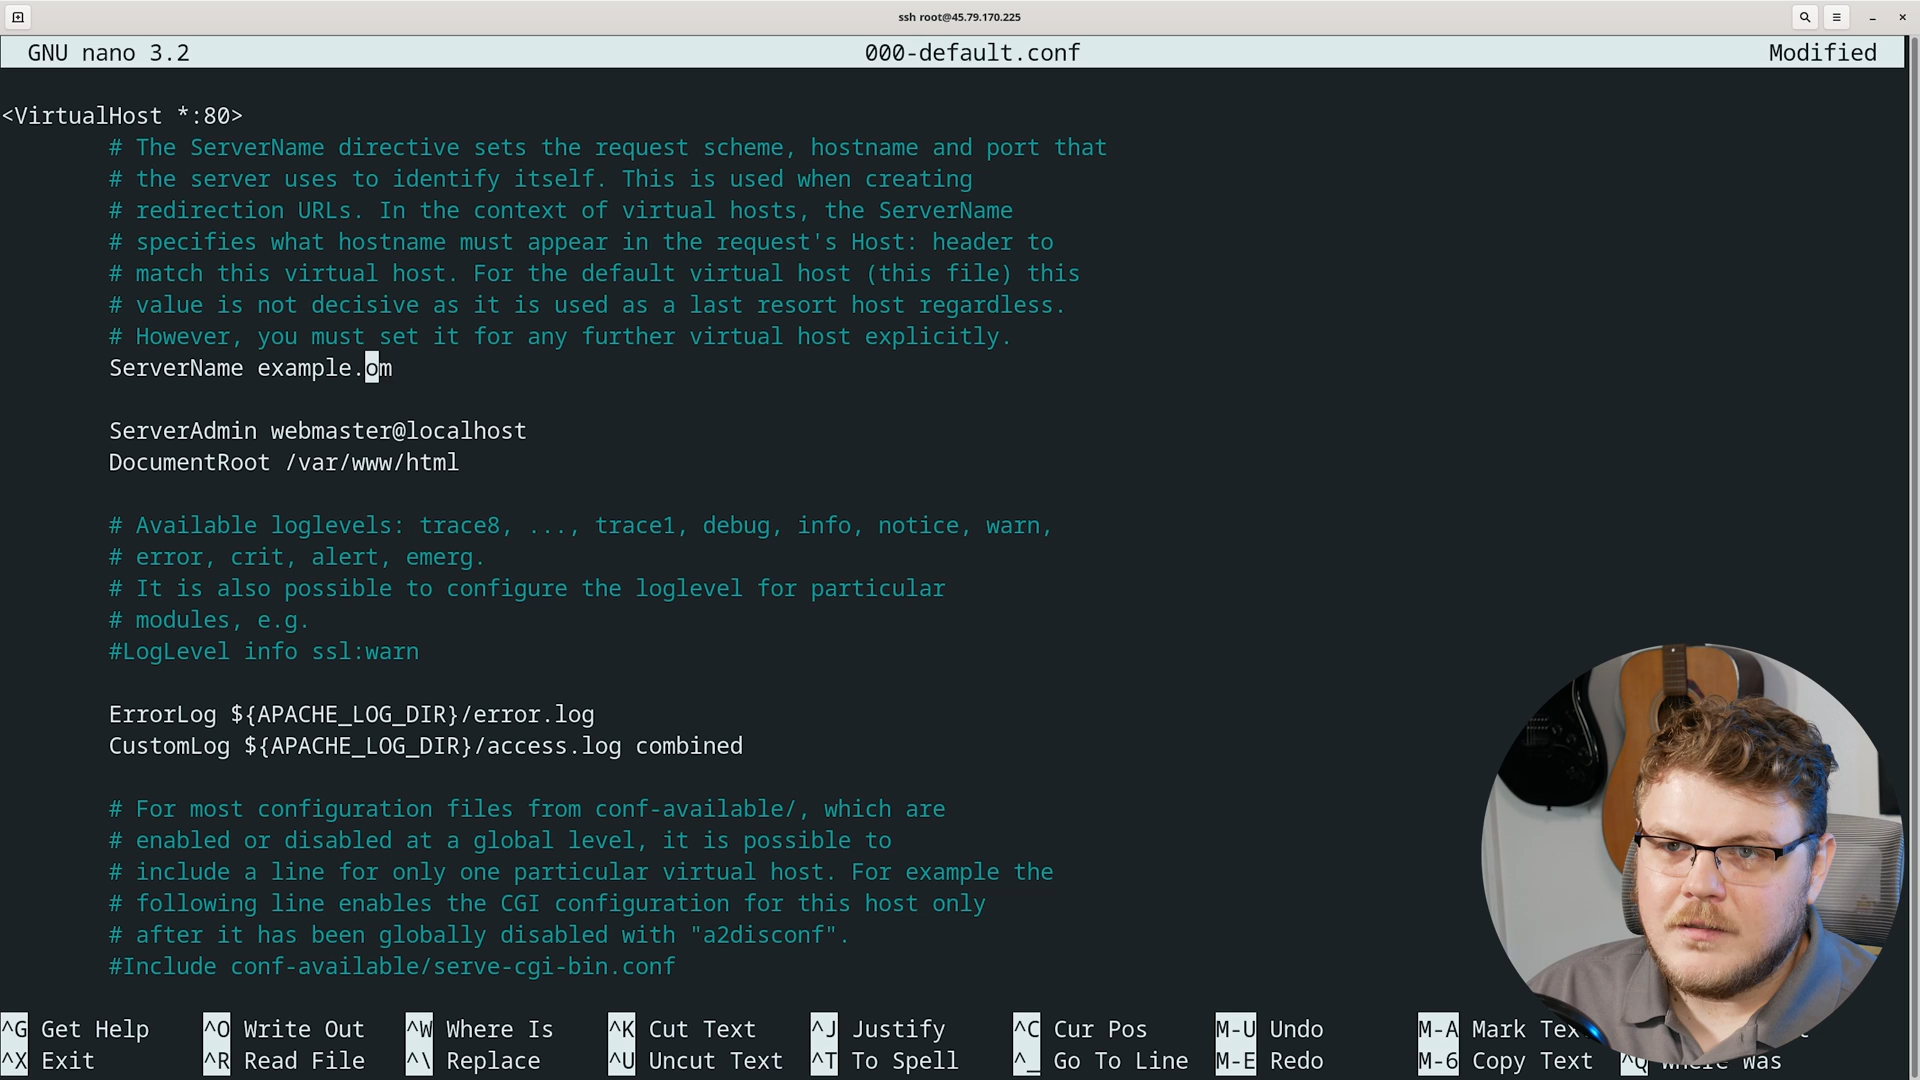 ssh root@45.79.170.225
GNU nano 3.2 000-default.conf Modified
<VirtualHost *:80>
# The ServerName directive sets the request scheme, hostname and port that
# the server uses to identify itself. This is used when creating
# redirection URLs. In the context of virtual hosts, the ServerName
# specifies what hostname must appear in the request's Host: header to
# match this virtual host. For the default virtual host (this file) this
# value is not decisive as it is used as a last resort host regardless.
# However, you must set it for any further virtual host explicitly.
ServerName example.om
ServerAdmin webmaster@localhost
DocumentRoot /var/www/html
# Available loglevels: trace8, ..., trace1, debug, info, notice, warn,
# error, crit, alert, emerg.
# It is also possible to configure the loglevel for particular
# modules, e.g.
#LogLevel info ssl:warn
ErrorLog ${APACHE_LOG_DIR}/error.log
CustomLog ${APACHE_LOG_DIR}/access.log combined
# For most configuration files from conf-available/, which are
# enabled or disabled at a global level, it is possible to
# include a line for only one particular virtual host. For example the
# following line enables the CGI configuration for this host only
# after it has been globally disabled with "a2disconf".
#Include conf-available/serve-cgi-bin.conf
^G Get Help ^O Write Out ^W Where Is ^K Cut Text ^J Justify ^C Cur Pos M-U Undo M-A Mark
^X Exit ^R Read File ^\ Replace ^U Uncut Text ^T To Spell ^_ Go To Line M-E Redo M-6 Copy Text ^Q Where Was